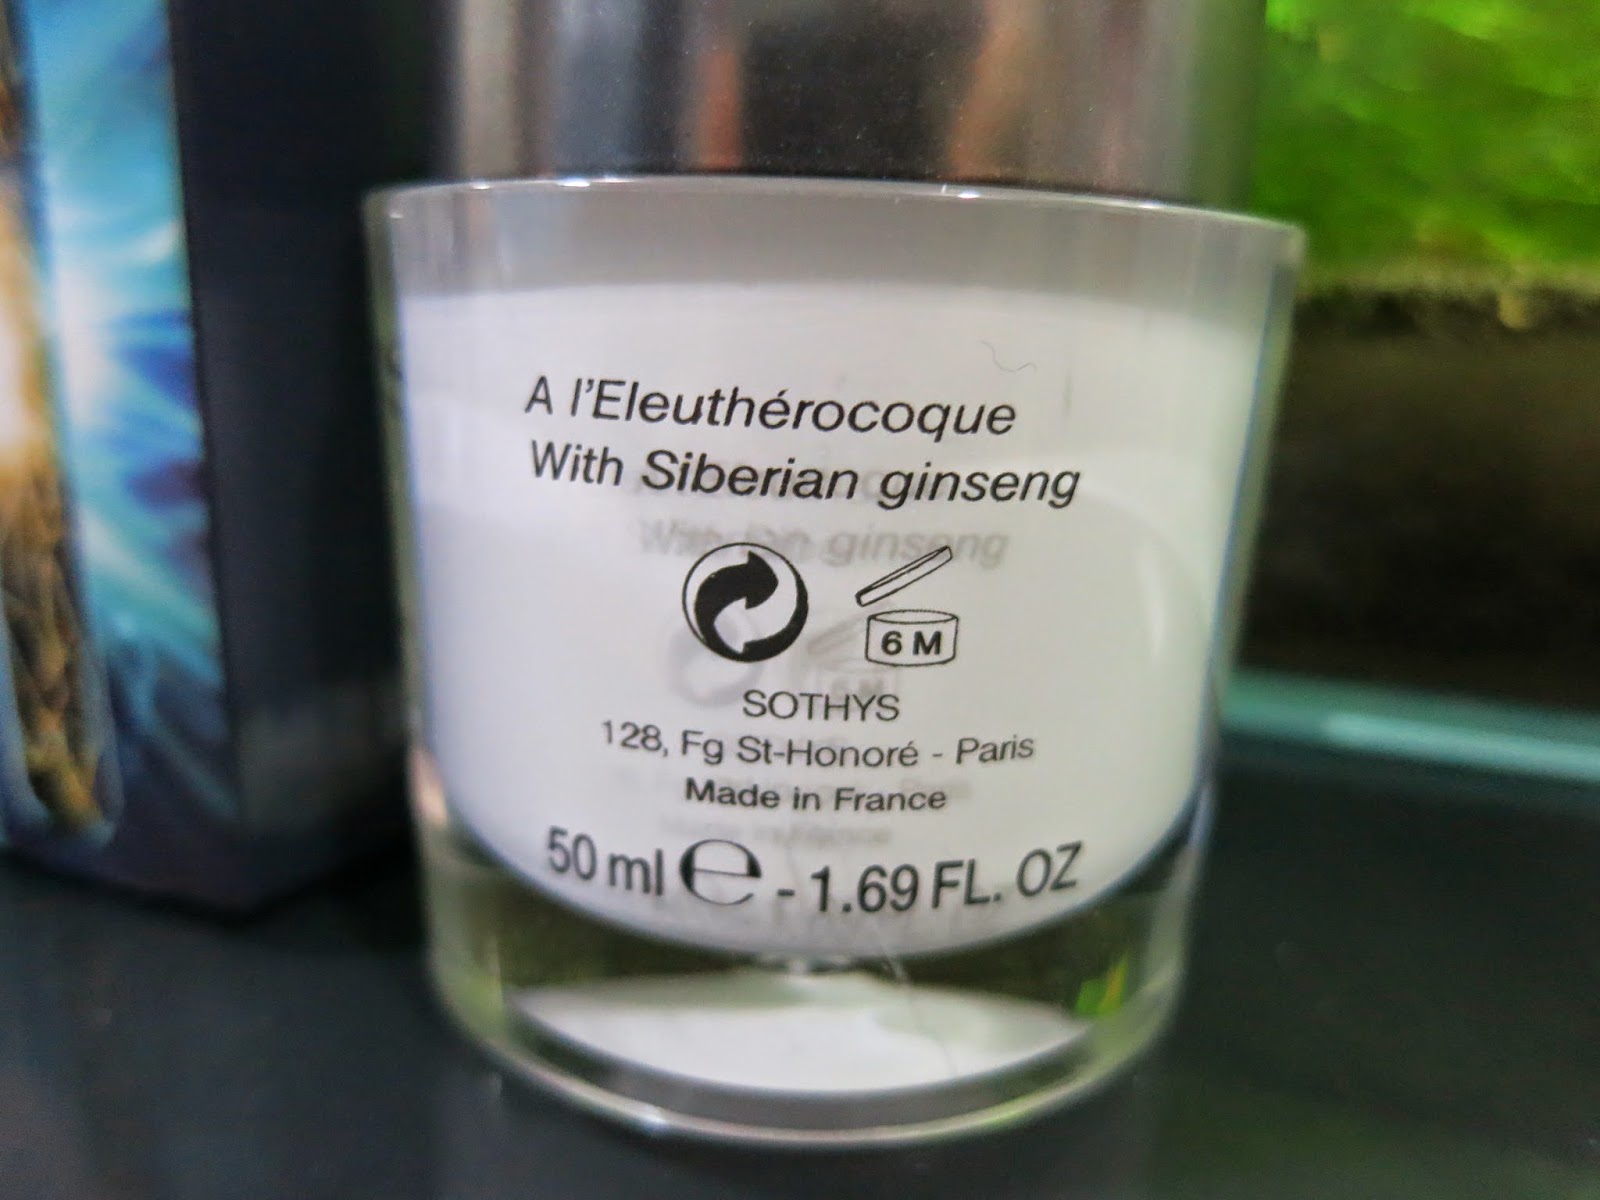 A l'Eleuthérocoque
With Siberian ginseng
6 M
SOTHYS
128, Fg St-Honoré - Paris
Made in France
50 ml ℮ - 1.69 FL. OZ